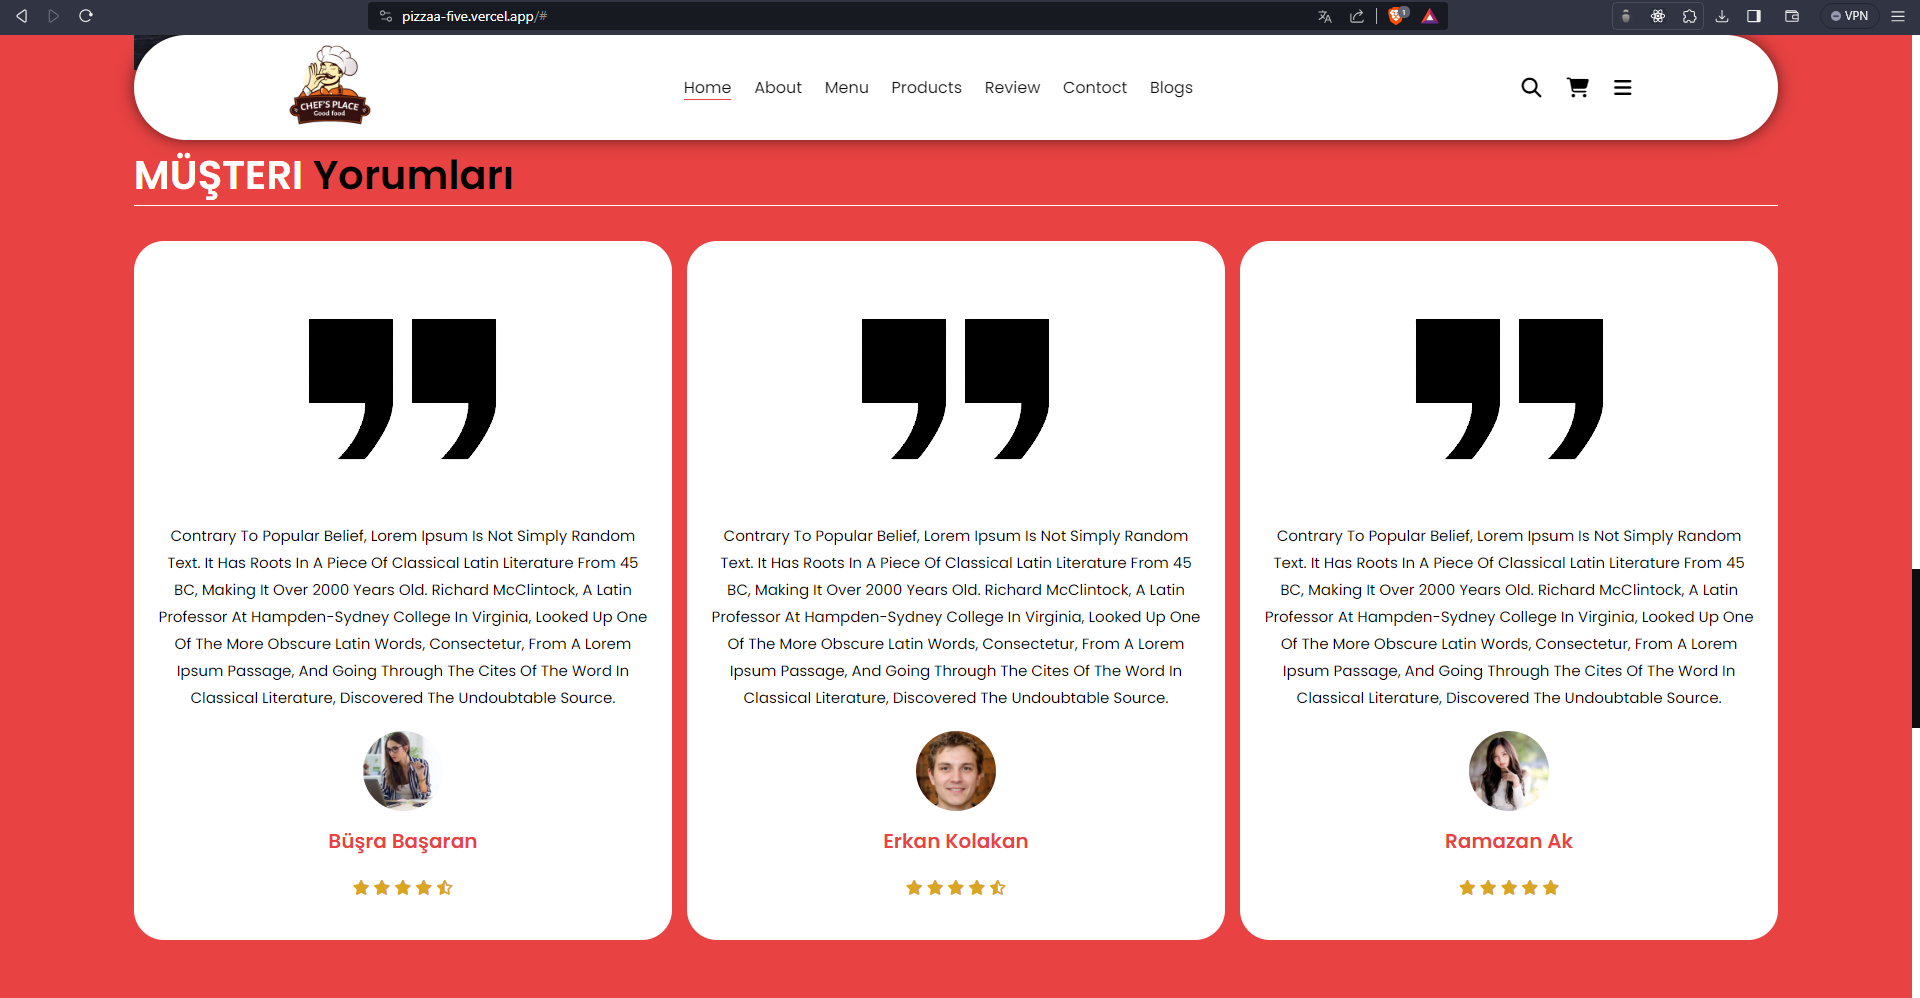 pizzaa-five.vercel.app/#
1
VPN
CHEF'S PLACE
Good food
Home About Menu Products Review Contoct Blogs
MÜŞTERI Yorumları
Contrary To Popular Belief, Lorem Ipsum Is Not Simply Random
Text. It Has Roots In A Piece Of Classical Latin Literature From 45
BC, Making It Over 2000 Years Old. Richard McClintock, A Latin
Professor At Hampden-Sydney College In Virginia, Looked Up One
Of The More Obscure Latin Words, Consectetur, From A Lorem
Ipsum Passage, And Going Through The Cites Of The Word In
Classical Literature, Discovered The Undoubtable Source.
Büşra Başaran
Contrary To Popular Belief, Lorem Ipsum Is Not Simply Random
Text. It Has Roots In A Piece Of Classical Latin Literature From 45
BC, Making It Over 2000 Years Old. Richard McClintock, A Latin
Professor At Hampden-Sydney College In Virginia, Looked Up One
Of The More Obscure Latin Words, Consectetur, From A Lorem
Ipsum Passage, And Going Through The Cites Of The Word In
Classical Literature, Discovered The Undoubtable Source.
Erkan Kolakan
Contrary To Popular Belief, Lorem Ipsum Is Not Simply Random
Text. It Has Roots In A Piece Of Classical Latin Literature From 45
BC, Making It Over 2000 Years Old. Richard McClintock, A Latin
Professor At Hampden-Sydney College In Virginia, Looked Up One
Of The More Obscure Latin Words, Consectetur, From A Lorem
Ipsum Passage, And Going Through The Cites Of The Word In
Classical Literature, Discovered The Undoubtable Source.
Ramazan Ak